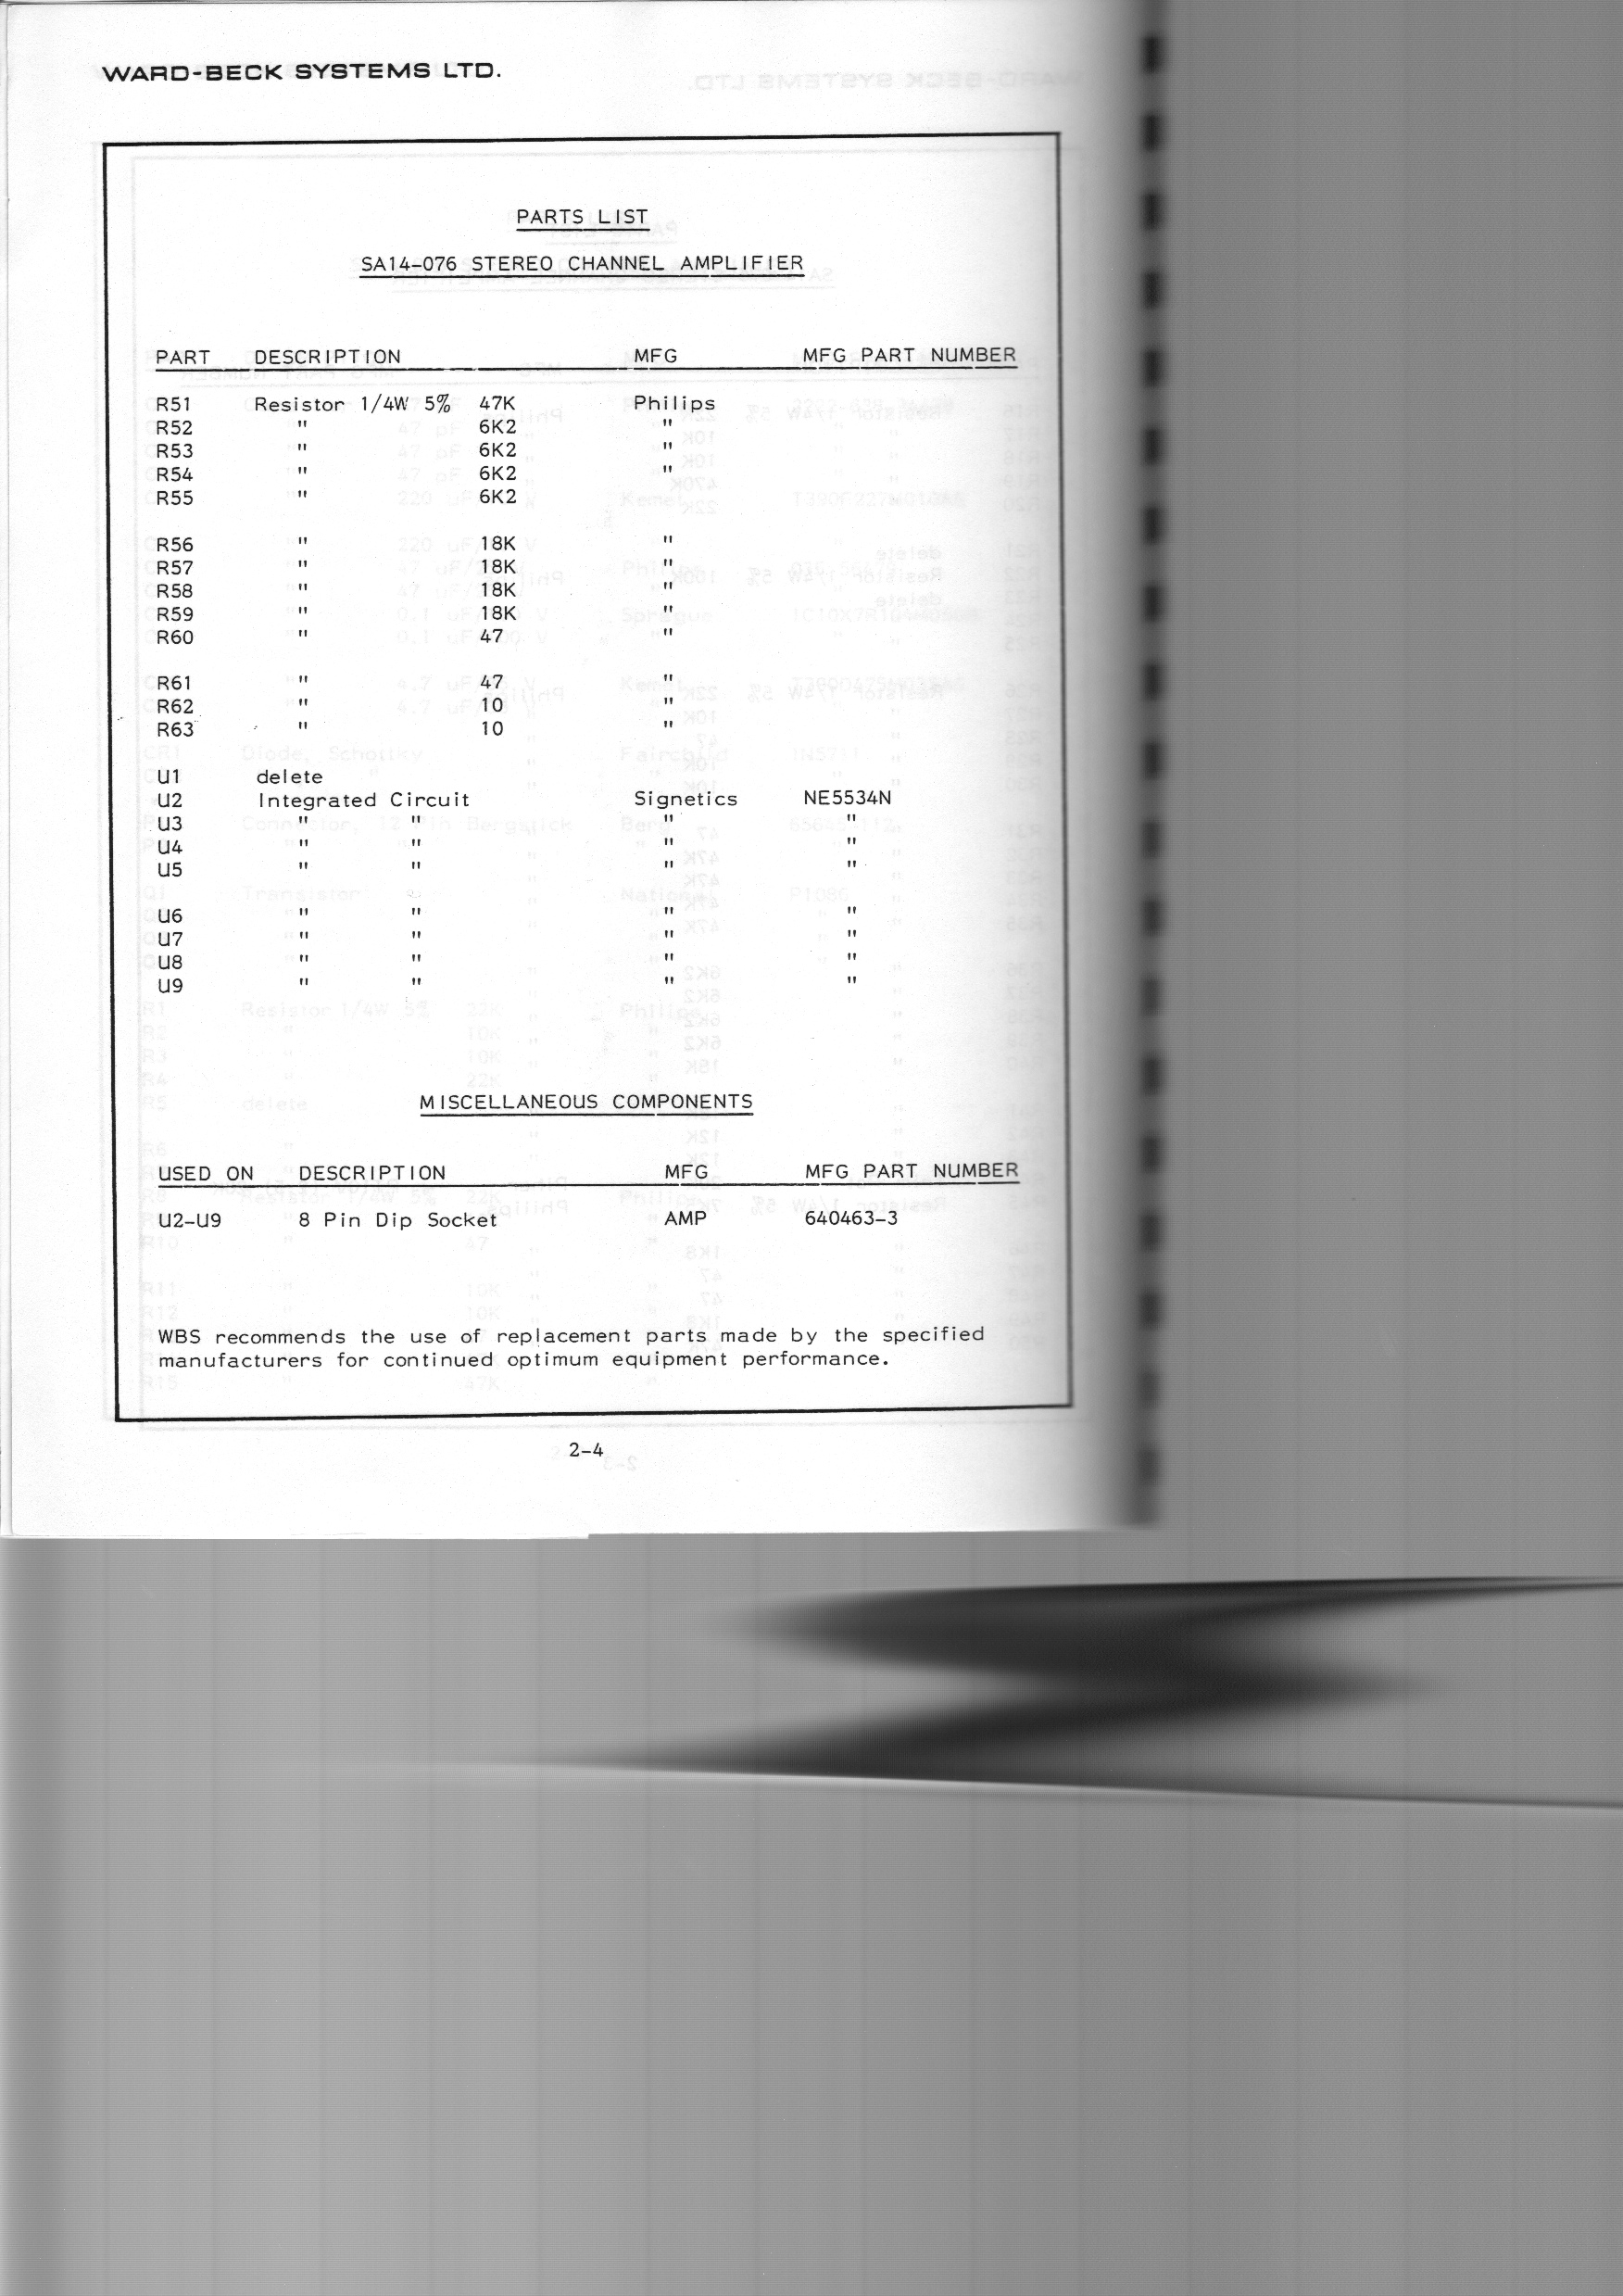 WARD-BECK SYSTEMS LTD.
PARTS LIST
SA14-076 STEREO CHANNEL AMPLIFIER
PART DESCRIPTION MFG MFG PART NUMBER
R51 Resistor 1/4W 5% 47K Philips
R52 " 6K2 "
R53 " 6K2 "
R54 " 6K2 "
R55 " 6K2
R56 " 18K "
R57 " 18K "
R58 " 18K "
R59 " 18K "
R60 " 47 "
R61 " 47 "
R62 " 10 "
R63 " 10 "
U1 delete
U2 Integrated Circuit Signetics NE5534N
U3 " " " "
U4 " " " "
U5 " " " "
U6 " " " "
U7 " " " "
U8 " " " "
U9 " " " "
MISCELLANEOUS COMPONENTS
USED ON DESCRIPTION MFG MFG PART NUMBER
U2-U9 8 Pin Dip Socket AMP 640463-3
WBS recommends the use of replacement parts made by the specified
manufacturers for continued optimum equipment performance.
2-4